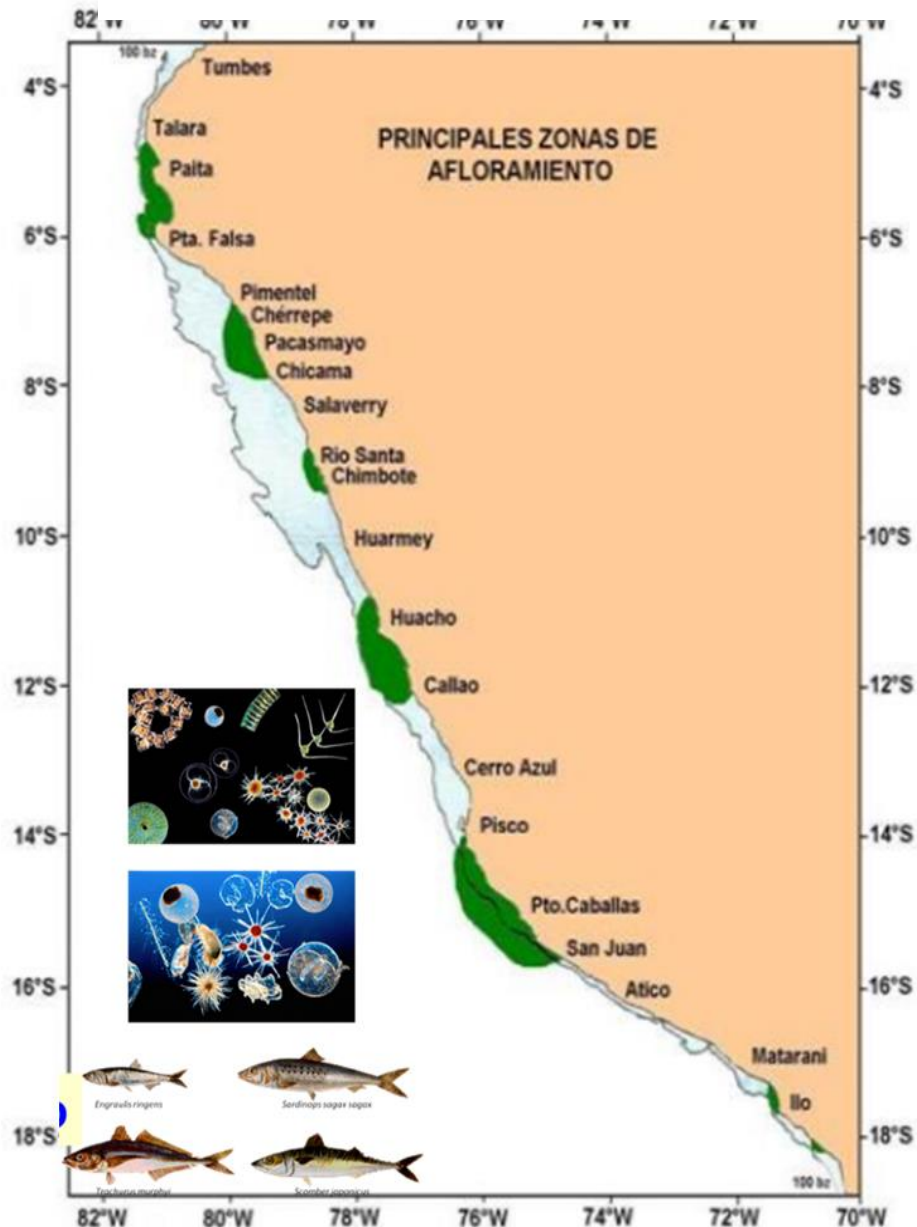 82° W 80° W 78° W 76° W 74° W 72° W 70° W
100 bz
Tumbes
4°S 4°S
Talara
PRINCIPALES ZONAS DE
AFLORAMIENTO
Paita
6°S 6°S
Pta. Falsa
Pimentel
Chérrepe
Pacasmayo
Chicama
8°S 8°S
Salaverry
Rio Santa
Chimbote
10°S 10°S
Huarmey
Huacho
12°S 12°S
Callao
Cerro Azul
Pisco
14°S 14°S
Pto.Caballas
San Juan
16°S 16°S
Atico
Matarani
Ilo
Engraulis ringens Sardinops sagax sagax
18°S 18°S
Trachurus murphyi Scomber japonicus
100 bz
82°W 80°W 78°W 76°W 74°W 72°W 70°W